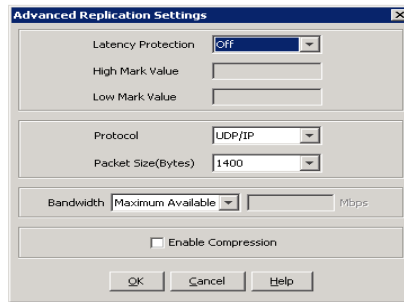 Advanced Replication Settings
Latency Protection Off
High Mark Value
Low Mark Value
Protocol UDP/IP
Packet Size(Bytes) 1400
Bandwidth Maximum Available Mbps
Enable Compression
OK Cancel Help